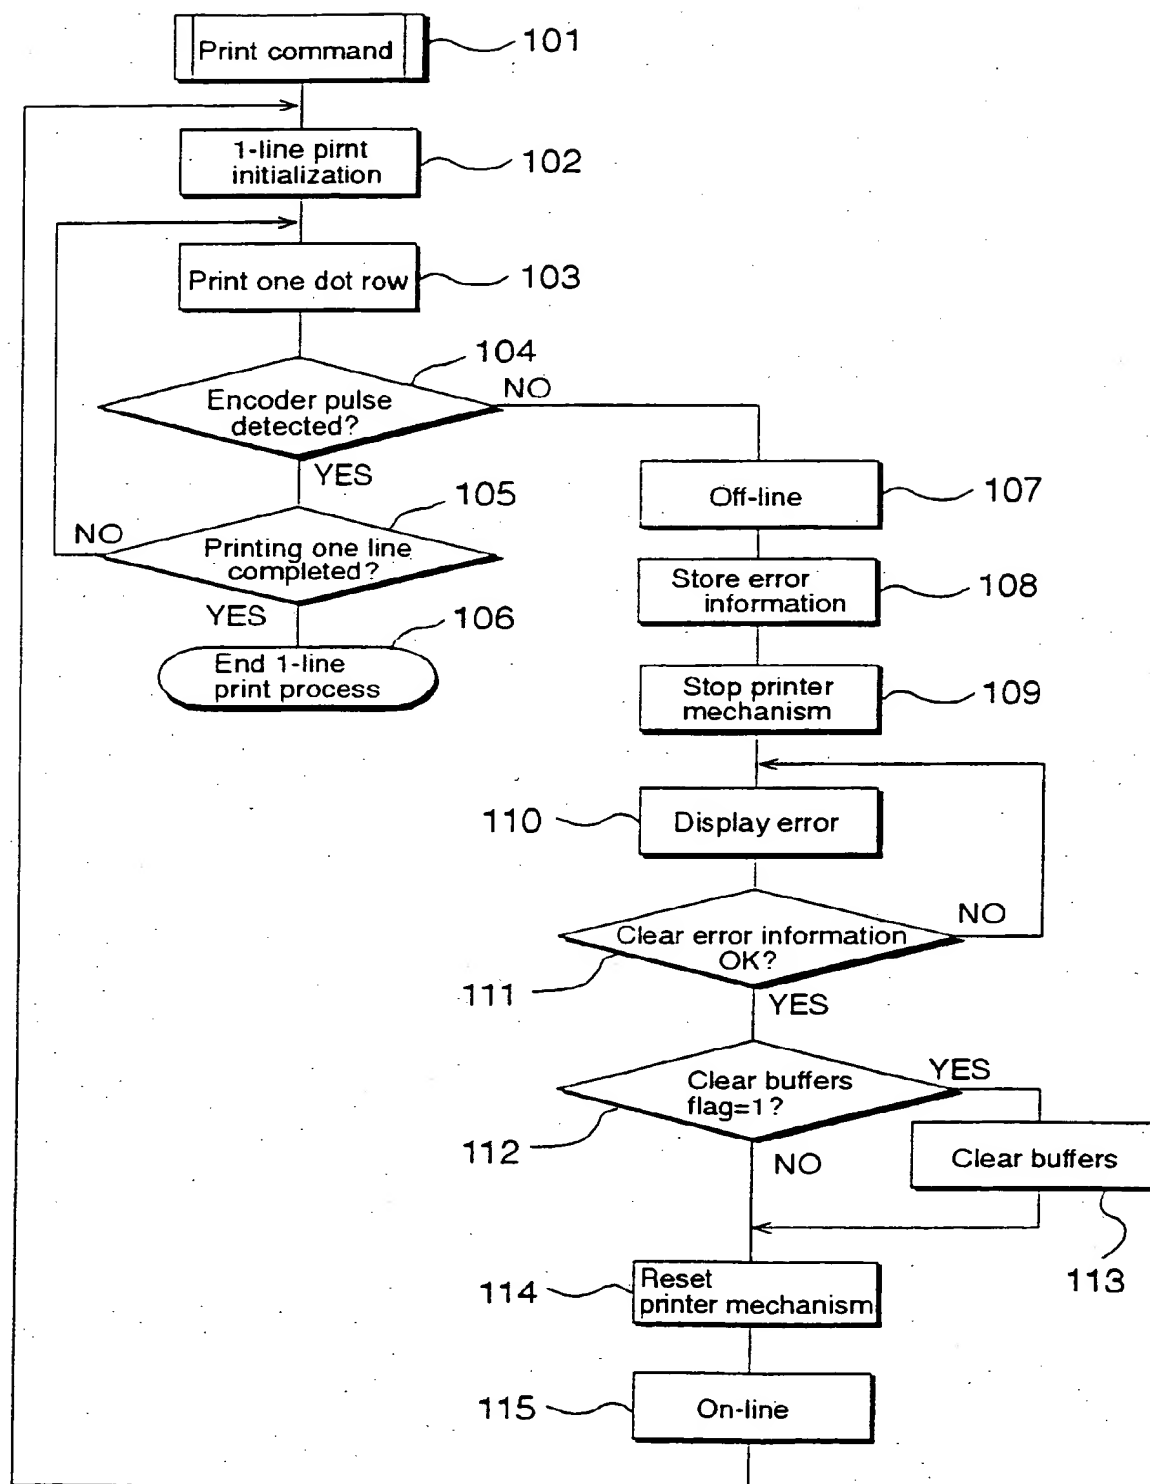 Print command
101
1-line pirnt
initialization
102
Print one dot row
103
104
Encoder pulse
detected?
NO
YES
105
Printing one line
completed?
NO
YES
106
End 1-line
print process
Off-line
107
Store error
information
108
Stop printer
mechanism
109
110
Display error
Clear error information
OK?
NO
111
YES
Clear buffers
flag=1?
YES
112
NO
Clear buffers
113
114
Reset
printer mechanism
115
On-line